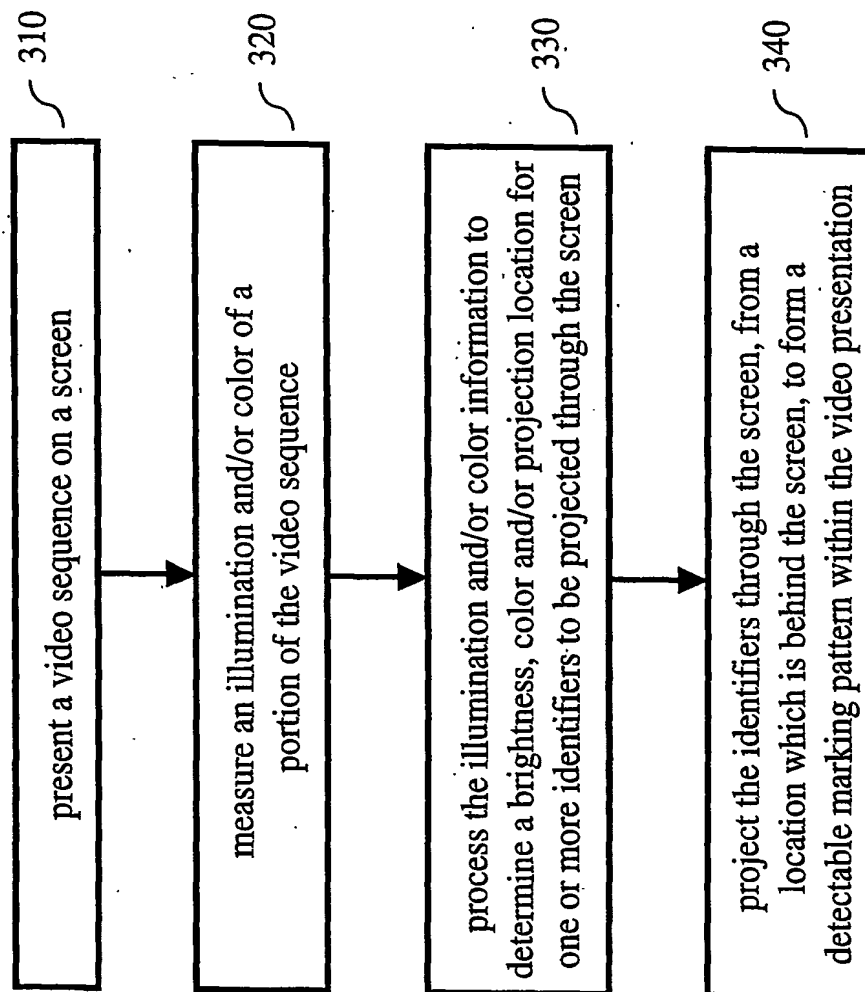 310
present a video sequence on a screen
320
measure an illumination and/or color of a
portion of the video sequence
330
process the illumination and/or color information to
determine a brightness, color and/or projection location for
one or more identifiers to be projected through the screen
340
project the identifiers through the screen, from a
location which is behind the screen, to form a
detectable marking pattern within the video presentation